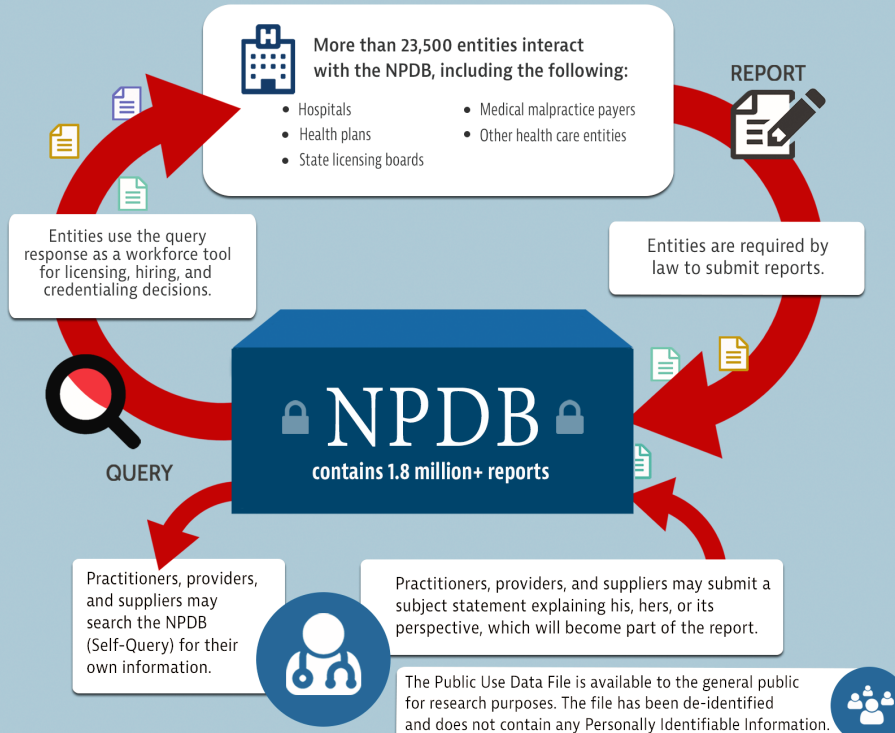 More than 23,500 entities interact
with the NPDB, including the following:
• Hospitals
• Health plans
• State licensing boards
• Medical malpractice payers
• Other health care entities
REPORT
Entities are required by
law to submit reports.
Entities use the query
response as a workforce tool
for licensing, hiring, and
credentialing decisions.
NPDB
contains 1.8 million+ reports
QUERY
Practitioners, providers,
and suppliers may
search the NPDB
(Self-Query) for their
own information.
Practitioners, providers, and suppliers may submit a
subject statement explaining his, hers, or its
perspective, which will become part of the report.
The Public Use Data File is available to the general public
for research purposes. The file has been de-identified
and does not contain any Personally Identifiable Information.